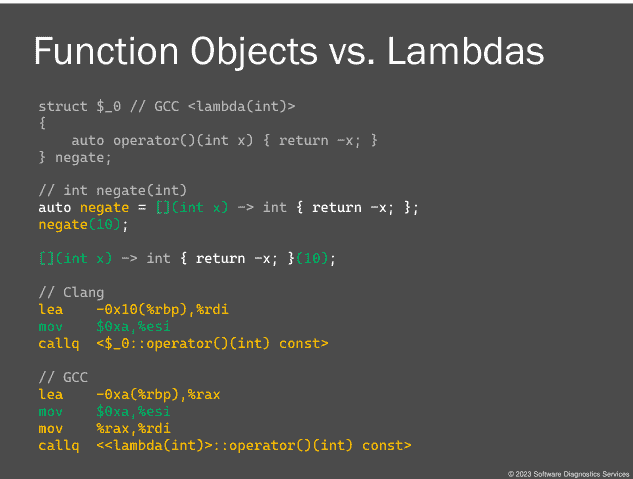 Function Objects vs. Lambdas
struct $_0 // GCC <lambda(int)>
{
    auto operator()(int x) { return -x; }
} negate;
// int negate(int)
auto negate = [](int x) -> int { return -x; };
negate(10);
[](int x) -> int { return -x; }(10);
// Clang
lea    -0x10(%rbp),%rdi
mov    $0xa,%esi
callq  <$_0::operator()(int) const>
// GCC
lea    -0xa(%rbp),%rax
mov    $0xa,%esi
mov    %rax,%rdi
callq  <<lambda(int)>::operator()(int) const>
© 2023 Software Diagnostics Services